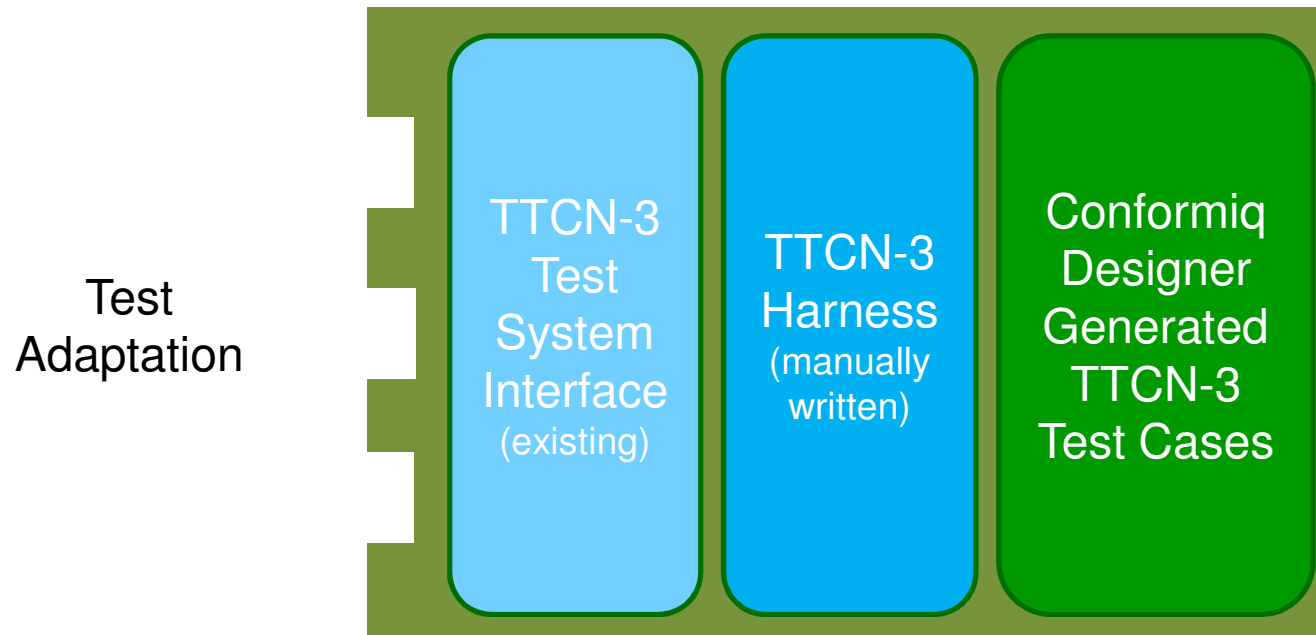 Test
Adaptation
TTCN-3
Test
System
Interface
(existing)
TTCN-3
Harness
(manually
written)
Conformiq
Designer
Generated
TTCN-3
Test Cases